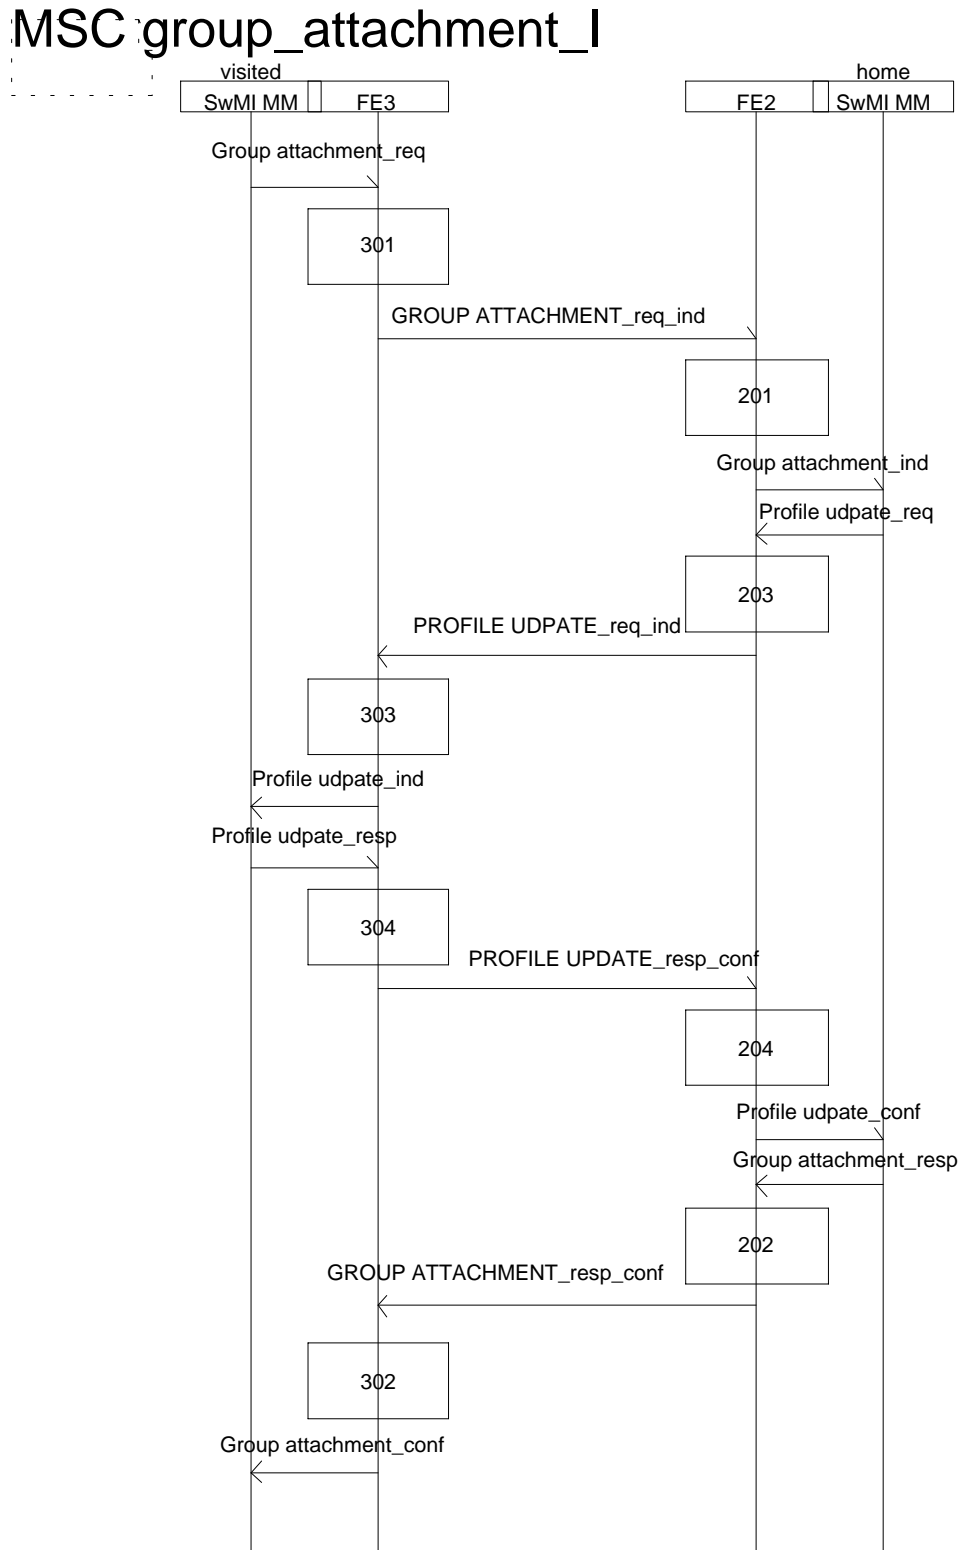 MSC group_attachment_I
visited
home
SwMI MM
FE3
FE2
SwMI MM
Group attachment_req
301
GROUP ATTACHMENT_req_ind
201
Group attachment_ind
Profile udpate_req
203
PROFILE UDPATE_req_ind
303
Profile udpate_ind
Profile udpate_resp
304
PROFILE UPDATE_resp_conf
204
Profile udpate_conf
Group attachment_resp
202
GROUP ATTACHMENT_resp_conf
302
Group attachment_conf